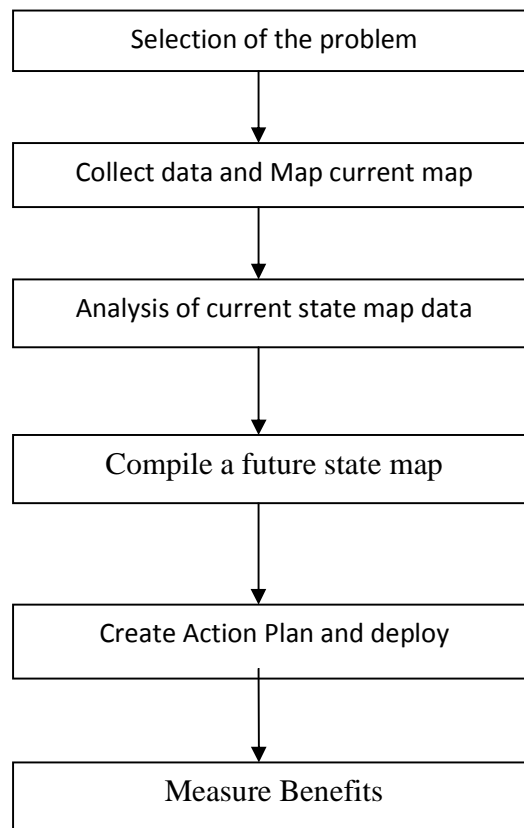 Selection of the problem
Collect data and Map current map
Analysis of current state map data
Compile a future state map
Create Action Plan and deploy
Measure Benefits